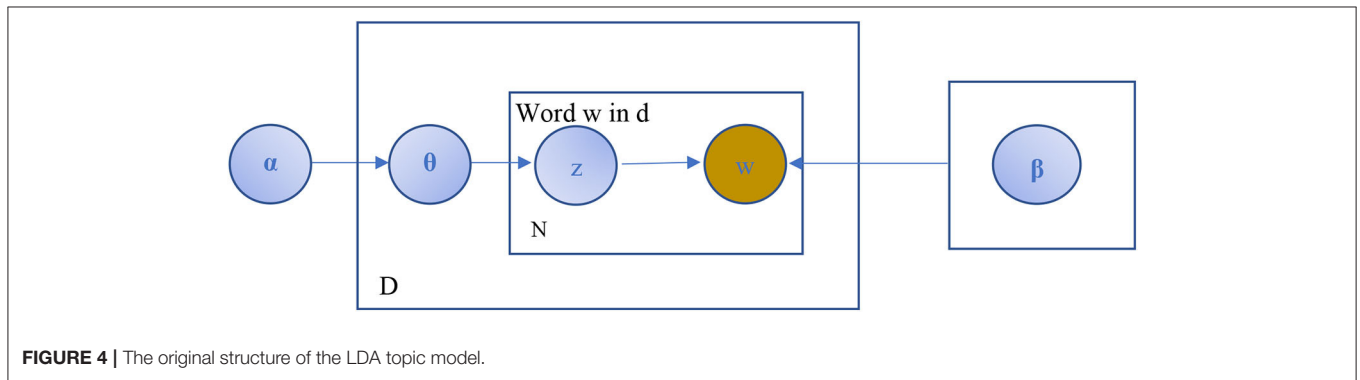 Word w in d
α
θ
z
w
β
N
D
FIGURE 4 | The original structure of the LDA topic model.